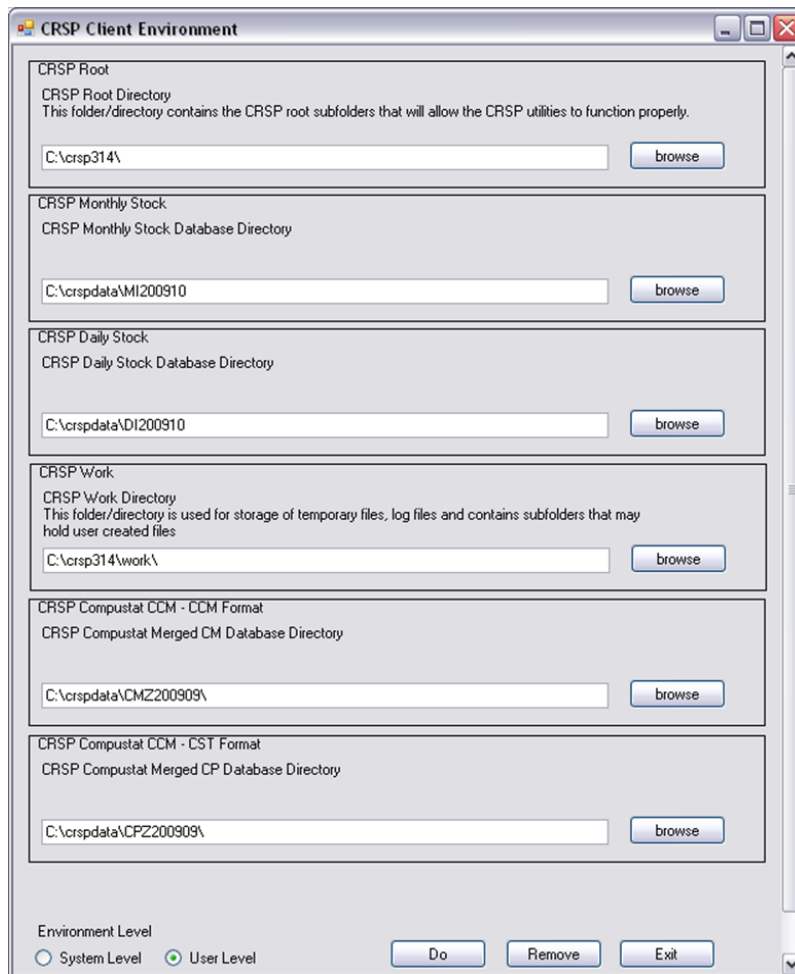 CRSP Client Environment
CRSP Root
CRSP Root Directory
This folder/directory contains the CRSP root subfolders that will allow the CRSP utilities to function properly.
C:\crsp314\
browse
CRSP Monthly Stock
CRSP Monthly Stock Database Directory
C:\crspdata\MI200910
browse
CRSP Daily Stock
CRSP Daily Stock Database Directory
C:\crspdata\DI200910
browse
CRSP Work
CRSP Work Directory
This folder/directory is used for storage of temporary files, log files and contains subfolders that may
hold user created files
C:\crsp314\work\
browse
CRSP Compustat CCM - CCM Format
CRSP Compustat Merged CM Database Directory
C:\crspdata\CMZ200909\
browse
CRSP Compustat CCM - CST Format
CRSP Compustat Merged CP Database Directory
C:\crspdata\CPZ200909\
browse
Environment Level
System Level
User Level
Do
Remove
Exit